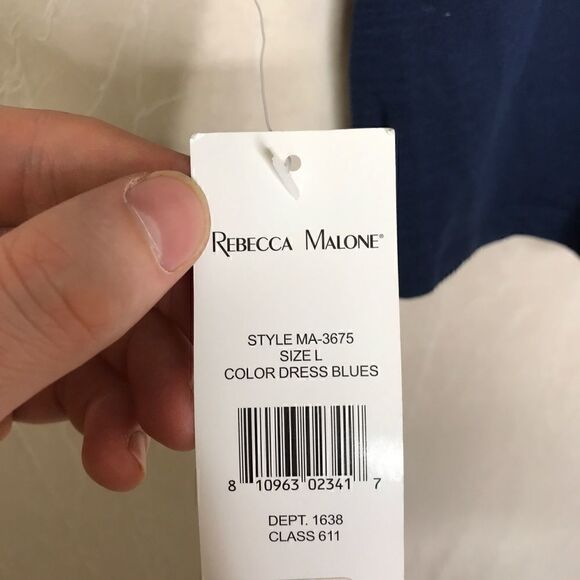 REBECCA MALONE®
STYLE MA-3675
SIZE L
COLOR DRESS BLUES
8 10963 02341 7
DEPT. 1638
CLASS 611